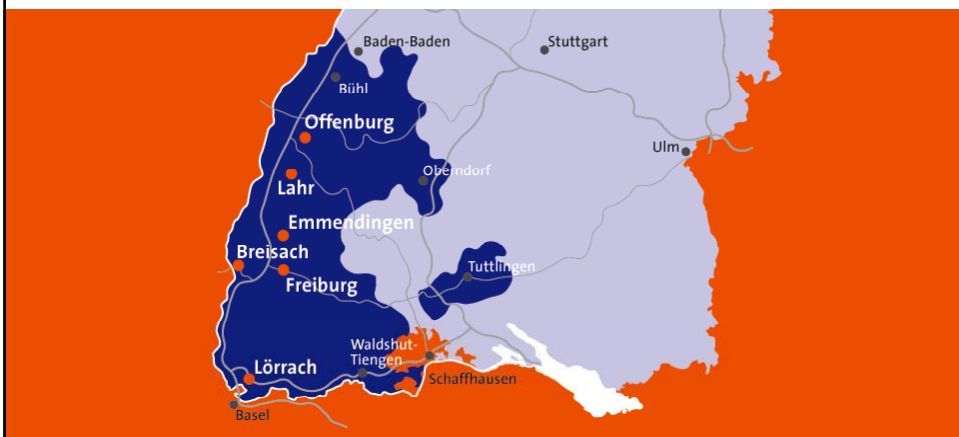 Baden-Baden
Stuttgart
Bühl
Offenburg
Ulm
Oberndorf
Lahr
Emmendingen
Breisach
Tuttlingen
Freiburg
Waldshut-
Tiengen
Lörrach
Schaffhausen
Basel